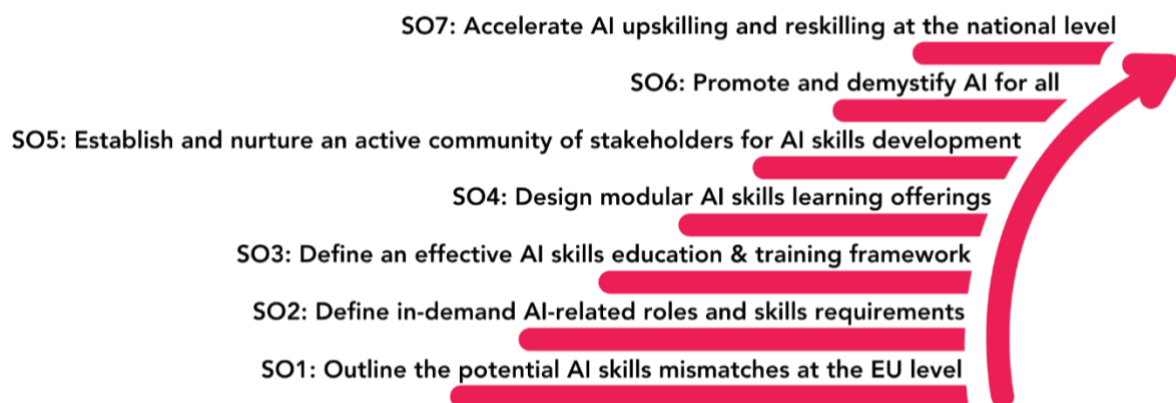 SO7: Accelerate AI upskilling and reskilling at the national level
SO6: Promote and demystify AI for all
SO5: Establish and nurture an active community of stakeholders for AI skills development
SO4: Design modular AI skills learning offerings
SO3: Define an effective AI skills education & training framework
SO2: Define in-demand AI-related roles and skills requirements
SO1: Outline the potential AI skills mismatches at the EU level